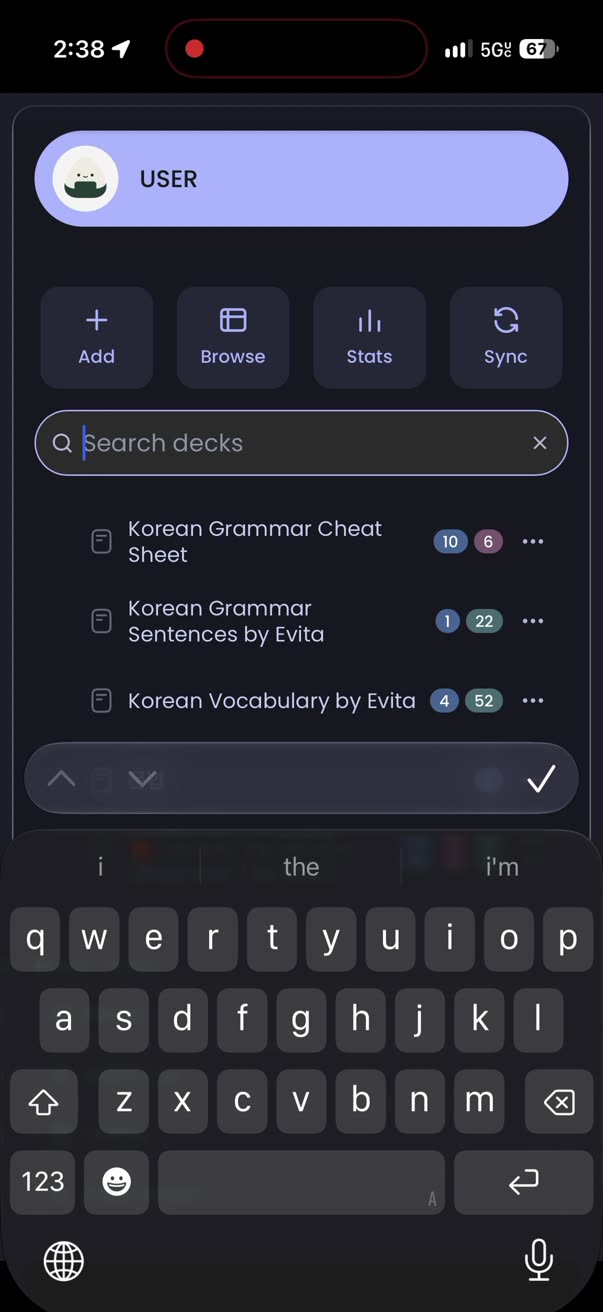 2:38
5G UC
67
USER
Add
Browse
Stats
Sync
Search decks
Korean Grammar Cheat
Sheet
10
6
Korean Grammar
Sentences by Evita
1
22
Korean Vocabulary by Evita
4
52
i
the
i'm
q w e r t y u i o p
a s d f g h j k l
z x c v b n m
123
A